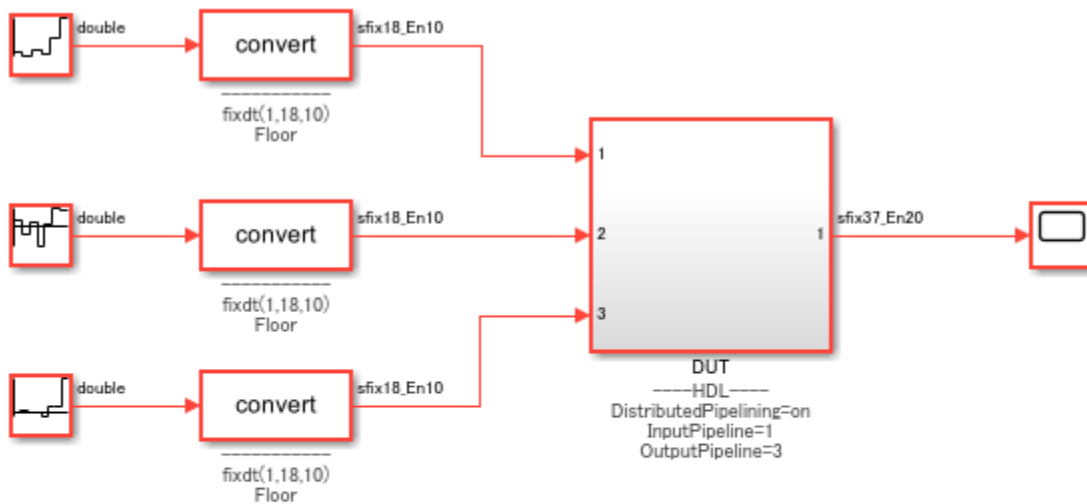 double
convert
sfix18_En10
-----------
fixdt(1,18,10)
Floor
double
convert
sfix18_En10
-----------
fixdt(1,18,10)
Floor
double
convert
sfix18_En10
-----------
fixdt(1,18,10)
Floor
1
2
3
1
sfix37_En20
DUT
----HDL----
DistributedPipelining=on
InputPipeline=1
OutputPipeline=3